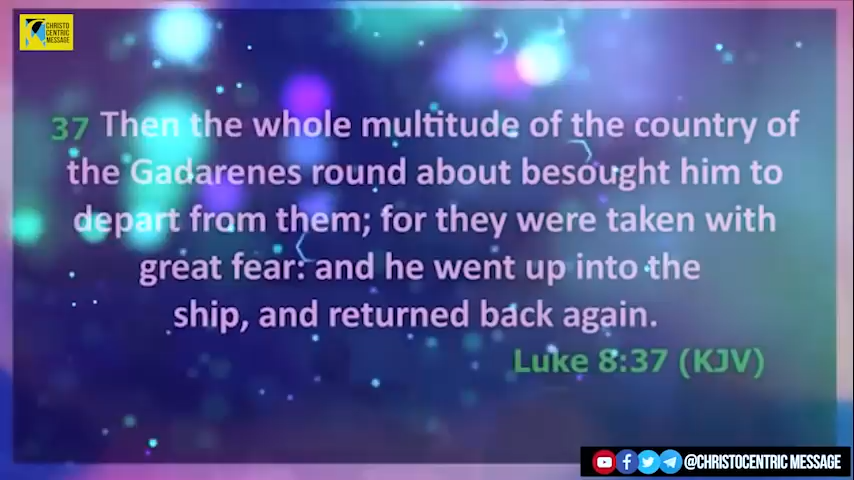 CHRISTO
CENTRIC
MESSAGE
37 Then the whole multitude of the country of
the Gadarenes round about besought him to
depart from them; for they were taken with
great fear: and he went up into the
ship, and returned back again.
Luke 8:37 (KJV)
@CHRISTOCENTRIC MESSAGE